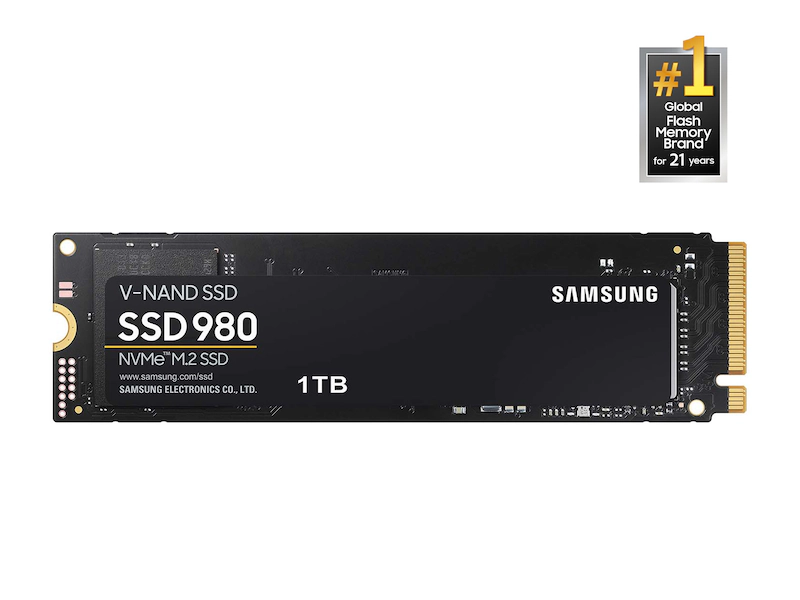 #1
Global
Flash
Memory
Brand
for 21 years
V-NAND SSD
SAMSUNG
SSD 980
NVMe™ M.2 SSD
www.samsung.com/ssd
SAMSUNG ELECTRONICS CO., LTD.
1TB